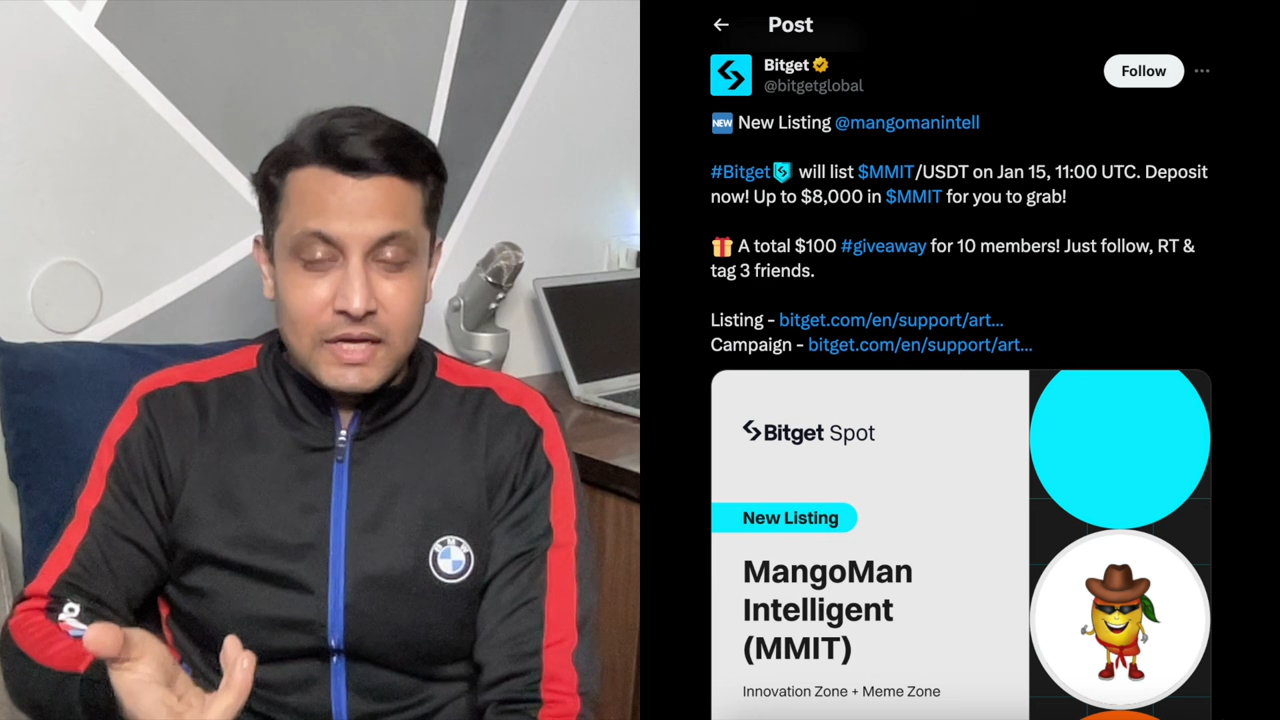 Post
Bitget
@bitgetglobal
Follow
NEW New Listing @mangomanintell
#Bitget will list $MMIT/USDT on Jan 15, 11:00 UTC. Deposit
now! Up to $8,000 in $MMIT for you to grab!
A total $100 #giveaway for 10 members! Just follow, RT &
tag 3 friends.
Listing - bitget.com/en/support/art...
Campaign - bitget.com/en/support/art...
Bitget Spot
New Listing
MangoMan
Intelligent
(MMIT)
Innovation Zone + Meme Zone
BMW